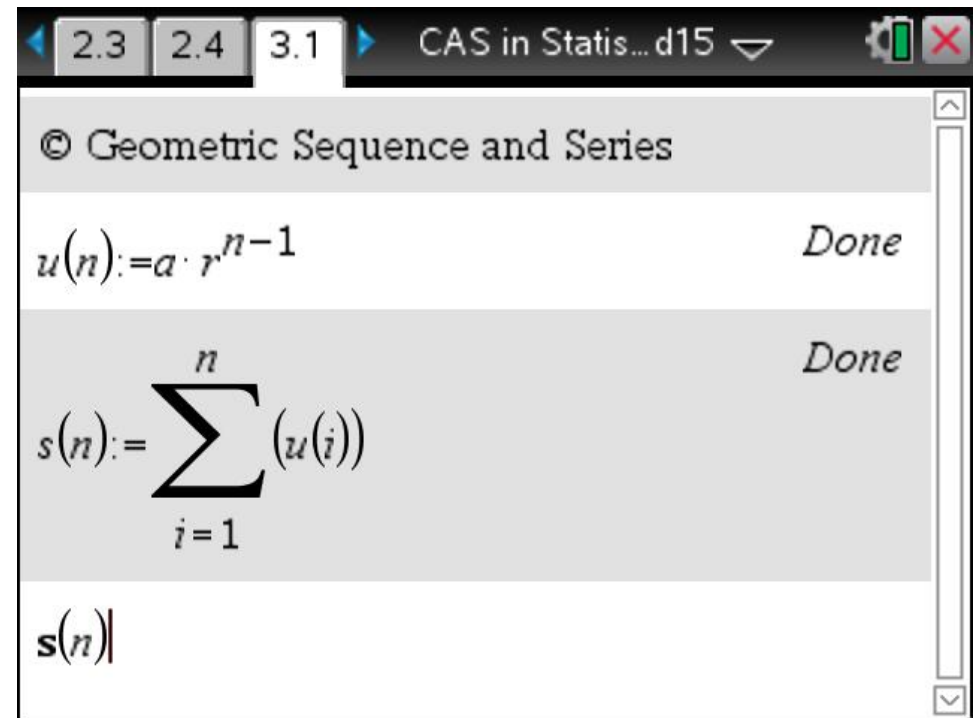 2.3 2.4 3.1 CAS in Statis…d15
© Geometric Sequence and Series
u(n):=a·r^n−1 Done
n
s(n):=∑(u(i)) Done
i=1
s(n)